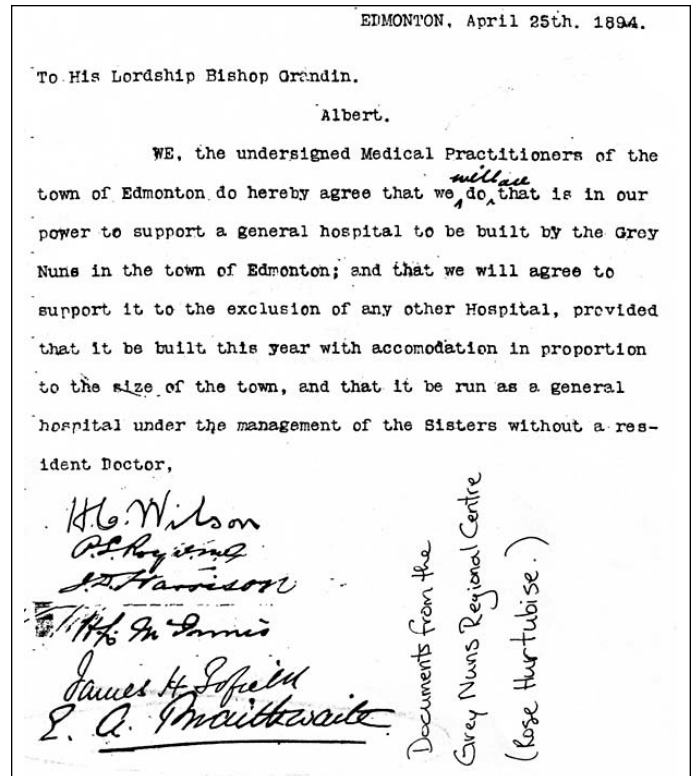 EDMONTON, April 25th. 1894.
To His Lordship Bishop Grandin.
Albert.
WE, the undersigned Medical Practitioners of the
will all
town of Edmonton do hereby agree that we do that is in our
power to support a general hospital to be built by the Grey
Nuns in the town of Edmonton; and that we will agree to
support it to the exclusion of any other Hospital, provided
that it be built this year with accomodation in proportion
to the size of the town, and that it be run as a general
hospital under the management of the Sisters without a res-
ident Doctor,
H.C. Wilson
J.D. Harrison
H.L. McInnis
James H. Tofield
E. A. Braithwaite
Documents from the
Grey Nuns Regional Centre
(Rose Hurtubise.)